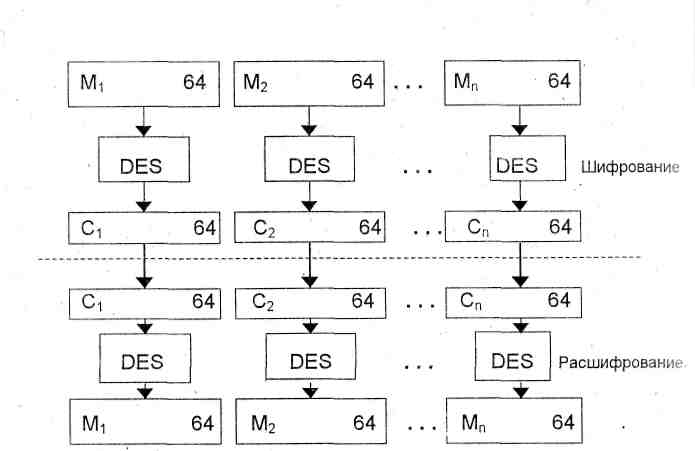 M₁ 64 M₂ 64 ... Mₙ 64
DES DES ... DES Шифрование
C₁ 64 C₂ 64 ... Cₙ 64
C₁ 64 C₂ 64 ... Cₙ 64
DES DES ... DES Расшифрование
M₁ 64 M₂ 64 ... Mₙ 64